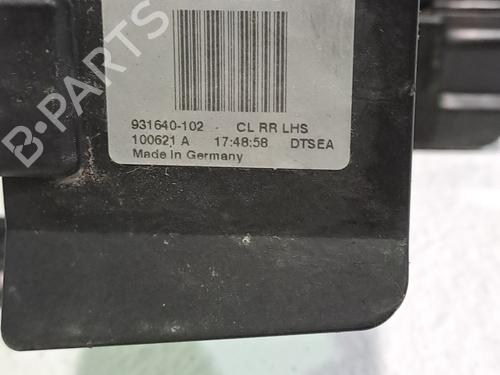 931640-102 CL RR LHS
100621 A 17:48:58 DTSEA
Made in Germany
B-PARTS